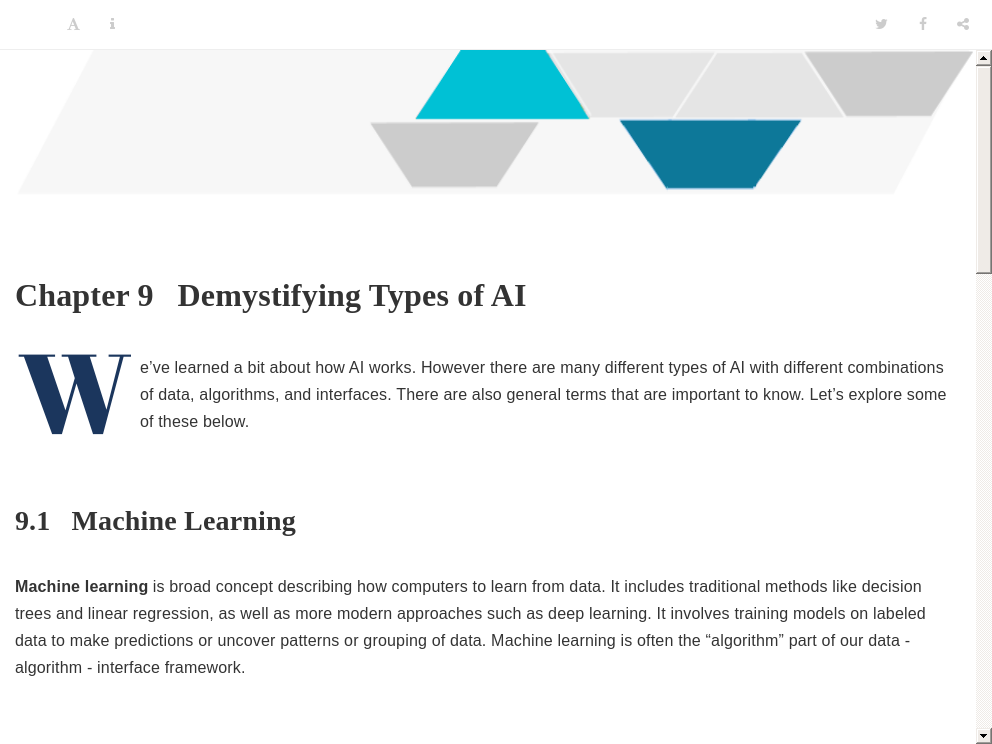 Chapter 9 Demystifying Types of AI
We’ve learned a bit about how AI works. However there are many different types of AI with different combinations
of data, algorithms, and interfaces. There are also general terms that are important to know. Let’s explore some
of these below.
9.1 Machine Learning
Machine learning is broad concept describing how computers to learn from data. It includes traditional methods like decision
trees and linear regression, as well as more modern approaches such as deep learning. It involves training models on labeled
data to make predictions or uncover patterns or grouping of data. Machine learning is often the “algorithm” part of our data -
algorithm - interface framework.